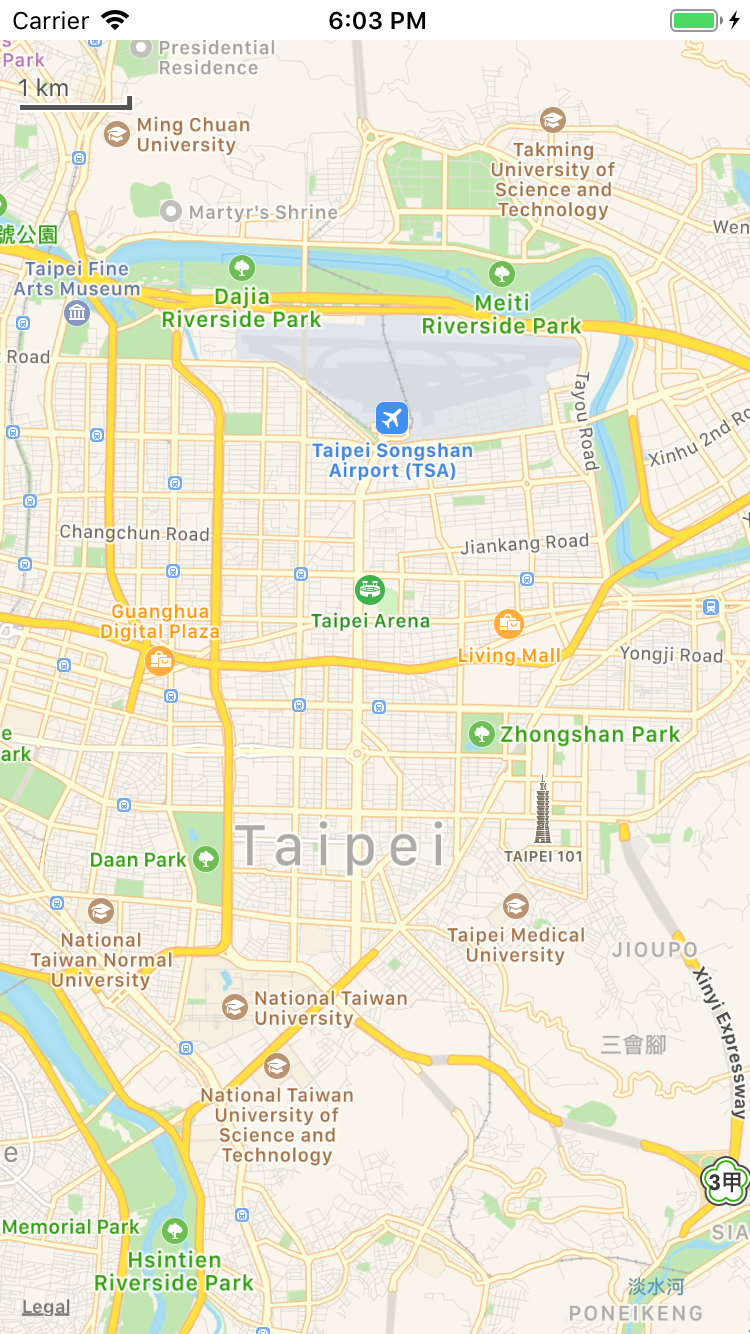 Carrier
6:03 PM
Presidential
Residence
s
Park
1 km
Ming Chuan
University
Takming
University of
Science and
Technology
Martyr's Shrine
Wen
號公園
Taipei Fine
Arts Museum
Dajia
Riverside Park
Meiti
Riverside Park
Road
Tayou Road
Xinhu 2nd Ro
Taipei Songshan
Airport (TSA)
Changchun Road
Jiankang Road
Guanghua
Digital Plaza
Taipei Arena
Living Mall
Yongji Road
e
ark
Zhongshan Park
Taipei
TAIPEI 101
Daan Park
National
Taiwan Normal
University
Taipei Medical
University
JIOUPO
Xinyi Expressway
National Taiwan
University
三會腳
National Taiwan
University of
Science and
Technology
e
3甲
Memorial Park
SIA
Hsintien
Riverside Park
淡水河
PONEIKENG
Legal